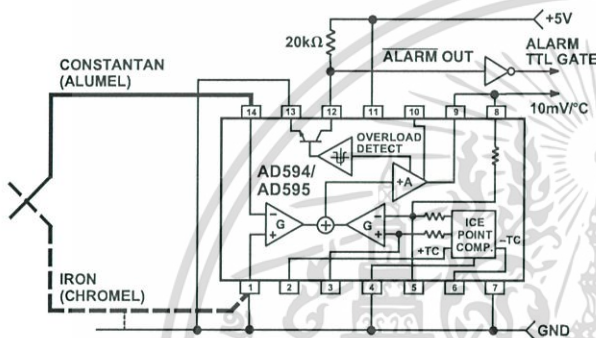 +5V
20kΩ
ALARM OUT
ALARM
TTL GATE
CONSTANTAN
(ALUMEL)
10mV/°C
14 13 12 11 10 9 8
OVERLOAD
DETECT
AD594/
AD595
+A
G
G
ICE
POINT
COMP.
+TC
–TC
IRON
(CHROMEL)
1 2 3 4 5 6 7
GND